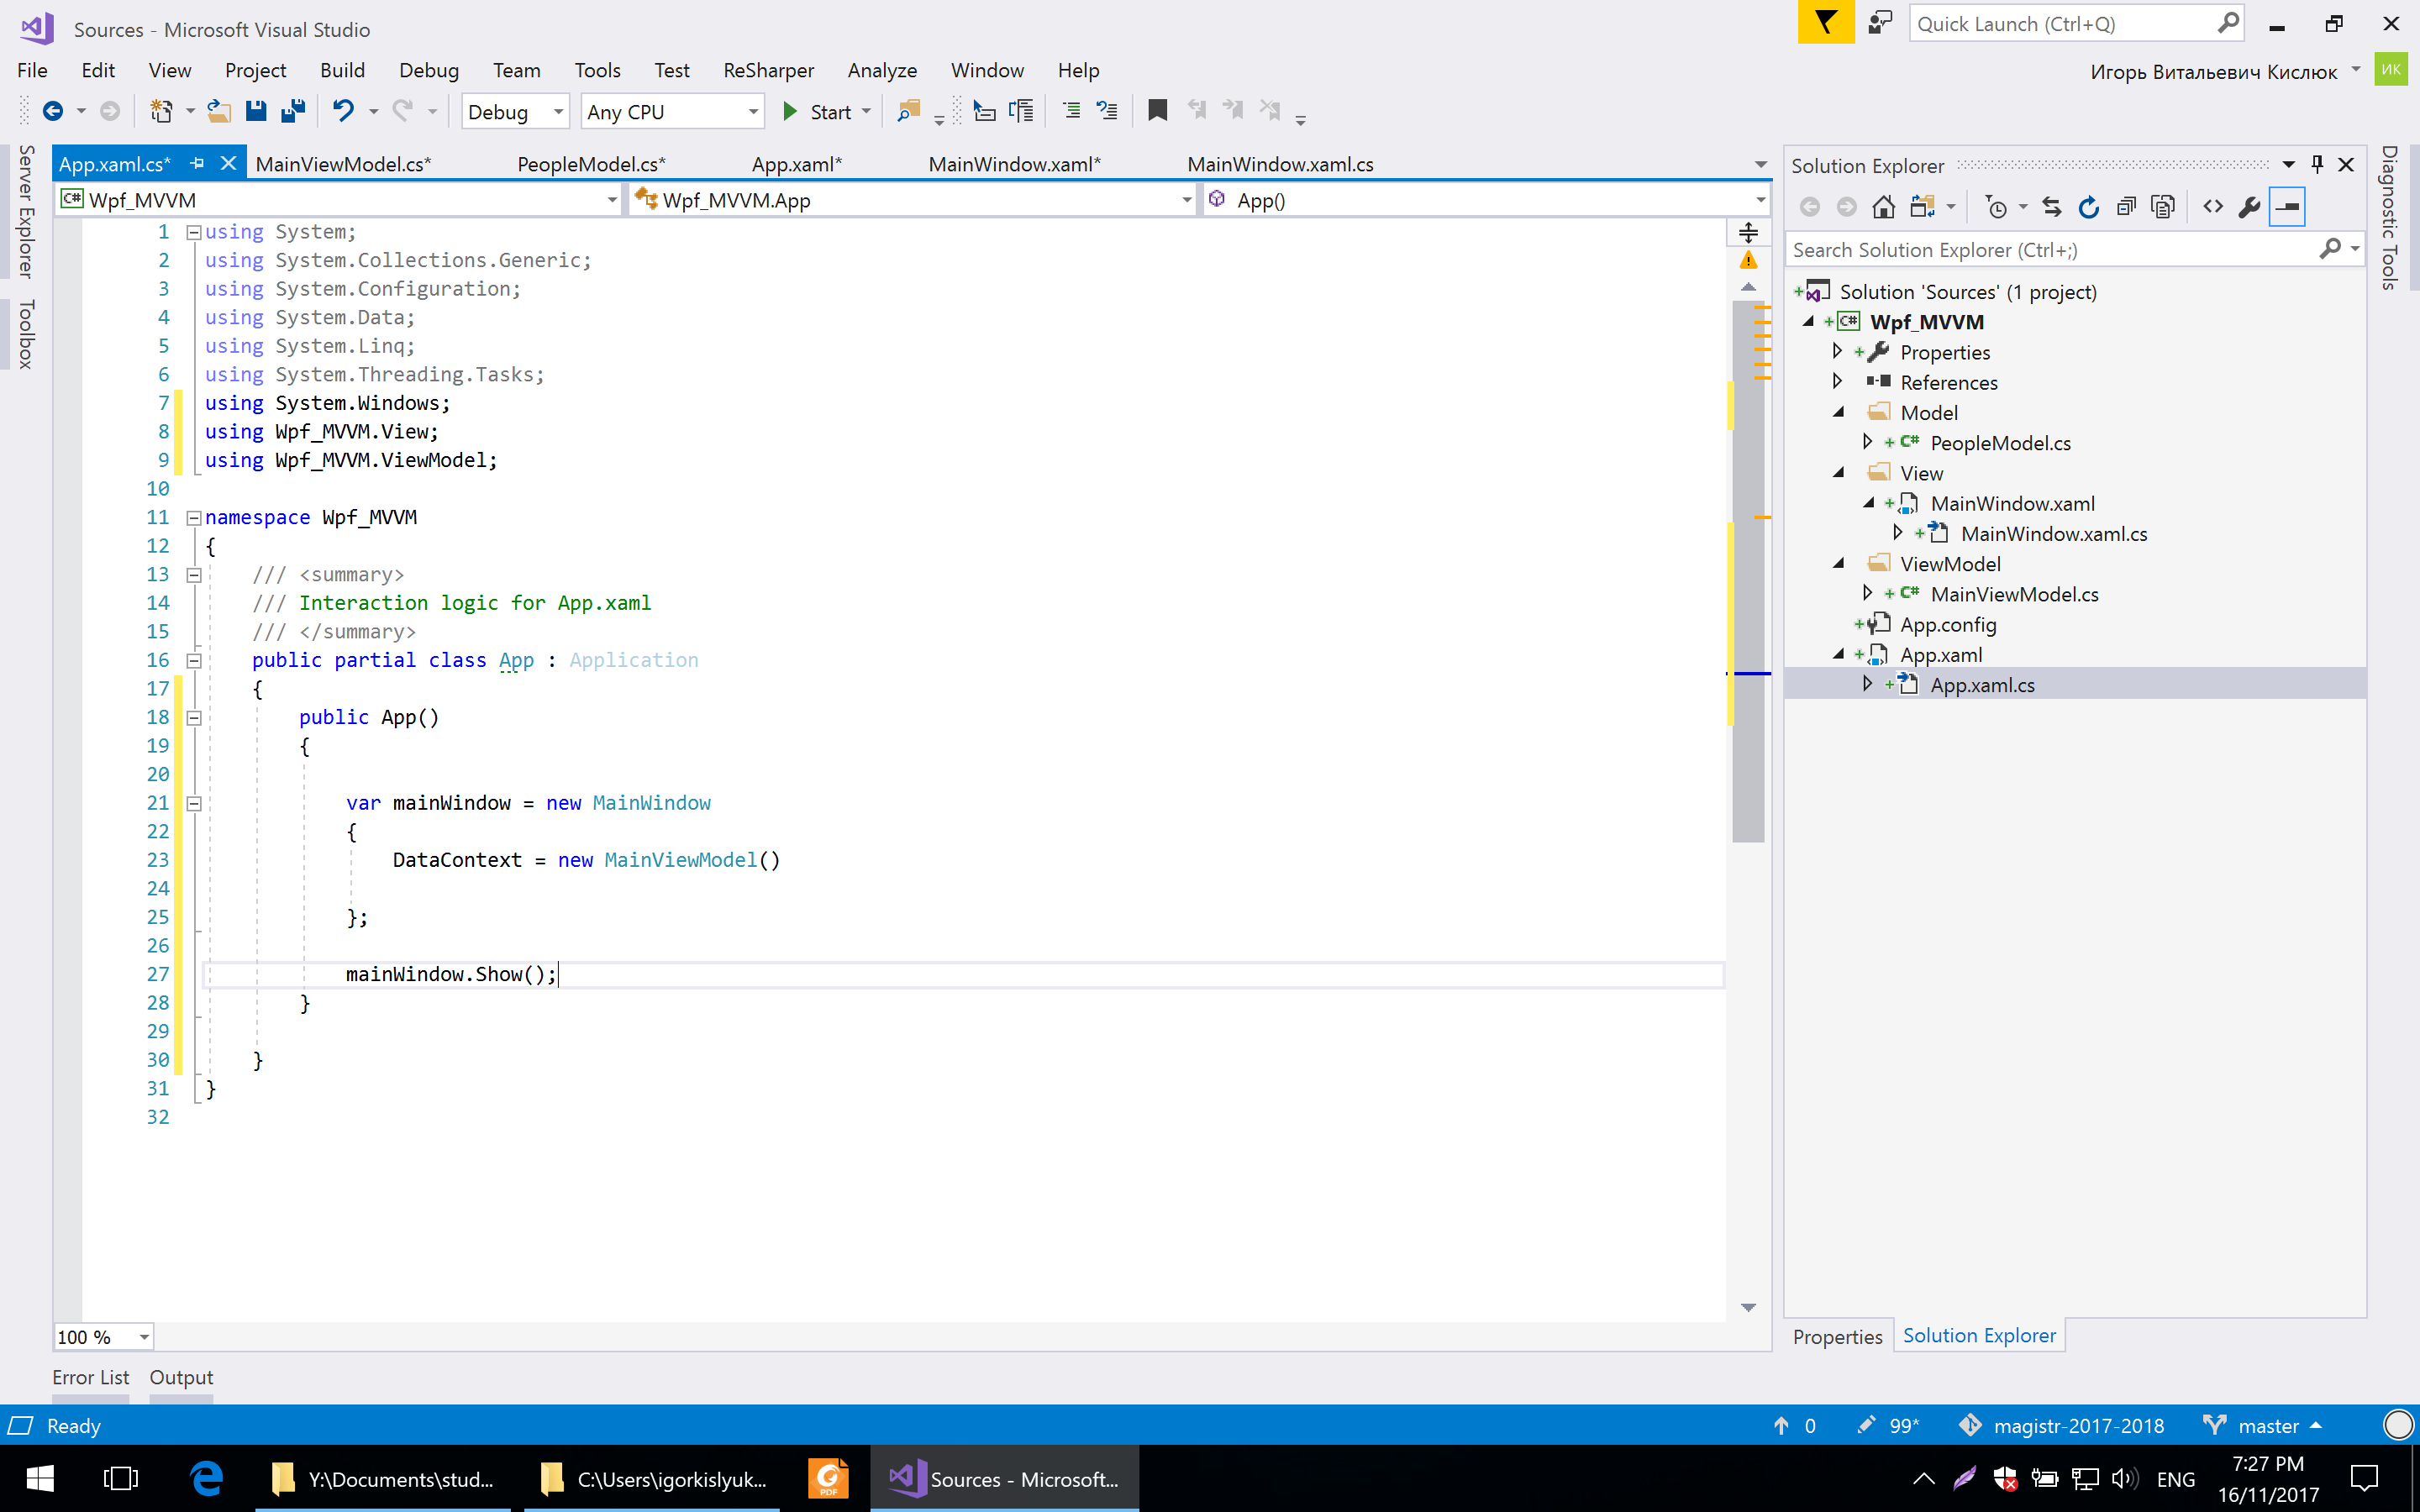 Sources - Microsoft Visual Studio
Quick Launch (Ctrl+Q)
File Edit View Project Build Debug Team Tools Test ReSharper Analyze Window Help
Игорь Витальевич Кислюк
ИК
Debug Any CPU Start
Server Explorer
Toolbox
App.xaml.cs* MainViewModel.cs* PeopleModel.cs* App.xaml* MainWindow.xaml* MainWindow.xaml.cs
C# Wpf_MVVM Wpf_MVVM.App App()
1 using System;
2 using System.Collections.Generic;
3 using System.Configuration;
4 using System.Data;
5 using System.Linq;
6 using System.Threading.Tasks;
7 using System.Windows;
8 using Wpf_MVVM.View;
9 using Wpf_MVVM.ViewModel;
10
11 namespace Wpf_MVVM
12 {
13 /// <summary>
14 /// Interaction logic for App.xaml
15 /// </summary>
16 public partial class App : Application
17 {
18 public App()
19 {
20
21 var mainWindow = new MainWindow
22 {
23 DataContext = new MainViewModel()
24
25 };
26
27 mainWindow.Show();
28 }
29
30 }
31 }
32
100 %
Error List Output
Solution Explorer
Search Solution Explorer (Ctrl+;)
Solution 'Sources' (1 project)
C# Wpf_MVVM
Properties
References
Model
C# PeopleModel.cs
View
MainWindow.xaml
MainWindow.xaml.cs
ViewModel
C# MainViewModel.cs
App.config
App.xaml
App.xaml.cs
Properties Solution Explorer
Diagnostic Tools
Ready
0 99* magistr-2017-2018 master
Y:\Documents\stud...
C:\Users\igorkislyuk...
PDF
Sources - Microsoft...
ENG
7:27 PM
16/11/2017